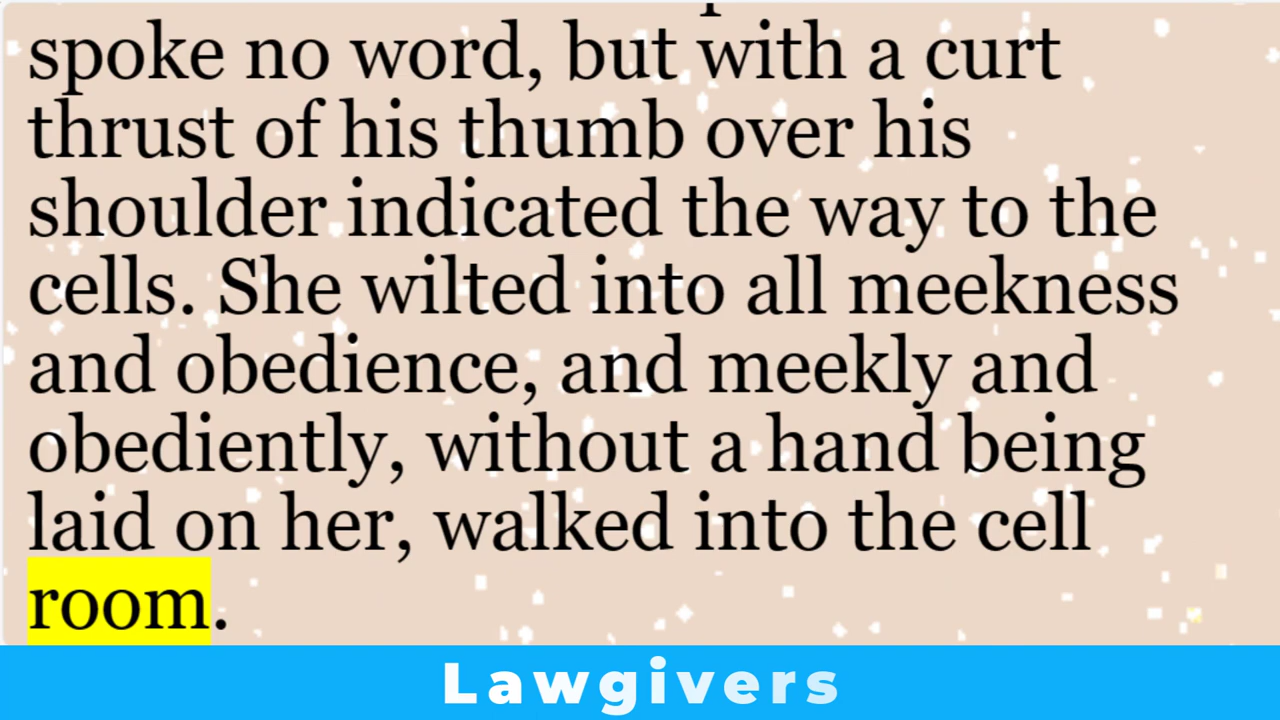 spoke no word, but with a curt
thrust of his thumb over his
shoulder indicated the way to the
cells. She wilted into all meekness
and obedience, and meekly and
obediently, without a hand being
laid on her, walked into the cell
room.
Lawgivers